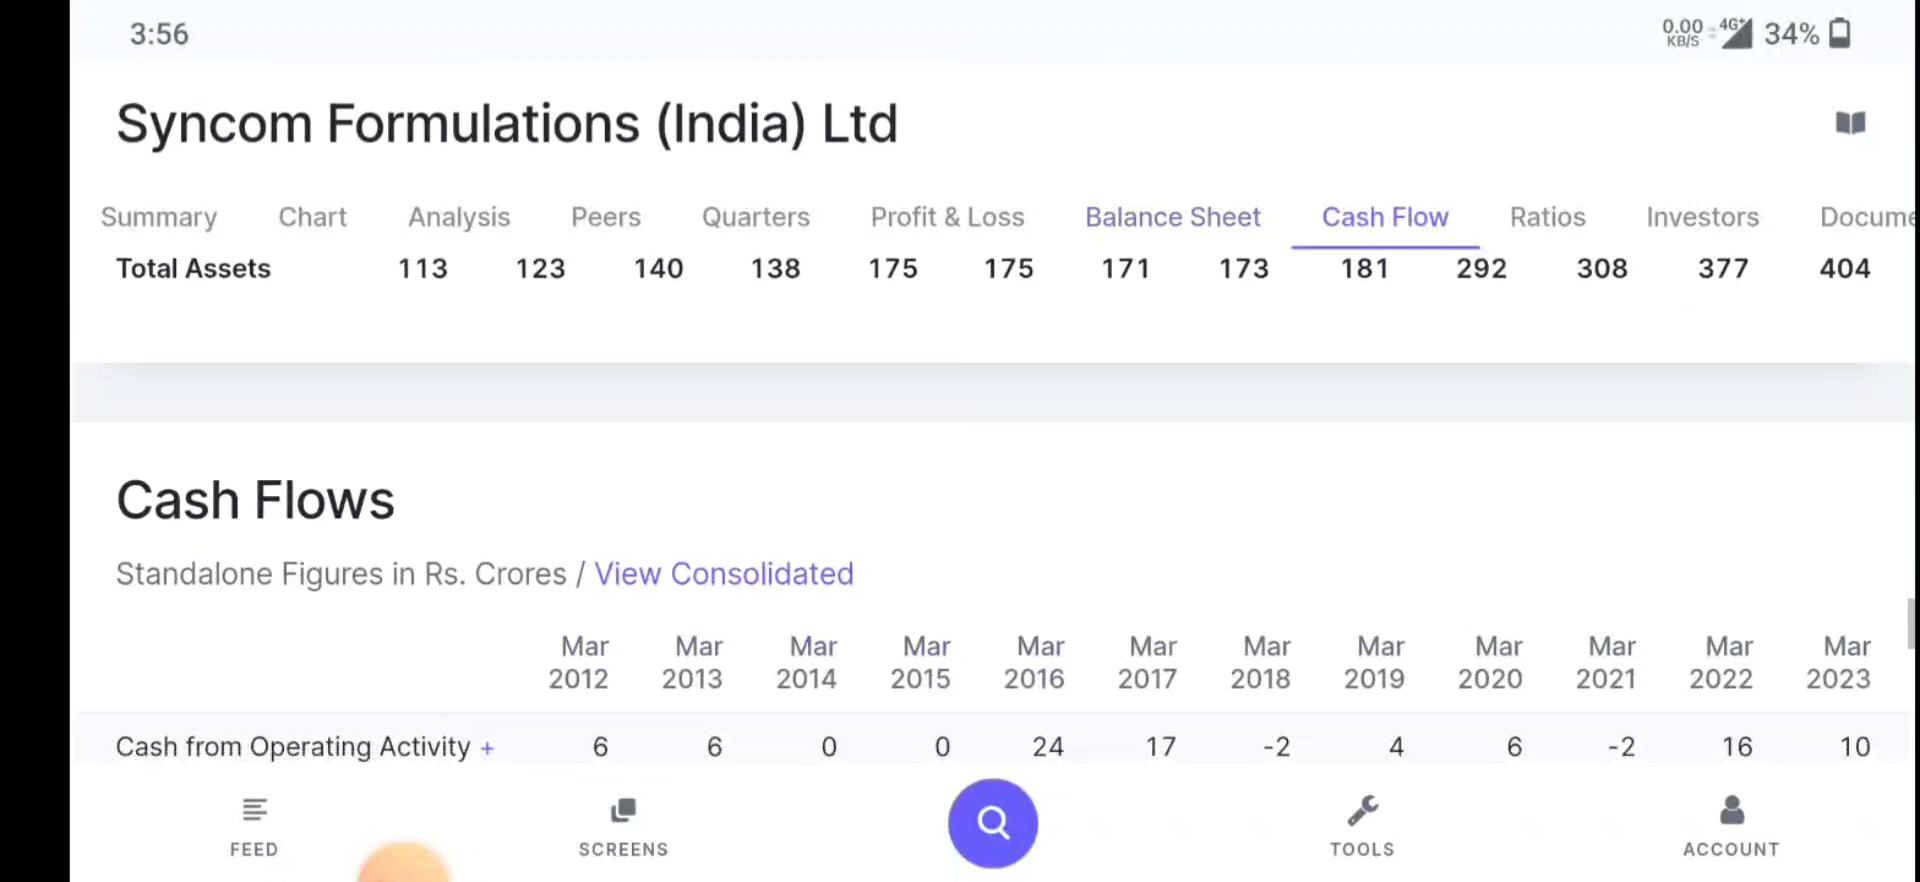 3:56
0.00 KB/S 4G+ 34%
Syncom Formulations (India) Ltd
Summary Chart Analysis Peers Quarters Profit & Loss Balance Sheet Cash Flow Ratios Investors Docume
Total Assets 113 123 140 138 175 175 171 173 181 292 308 377 404
Cash Flows
Standalone Figures in Rs. Crores / View Consolidated
Mar 2012 Mar 2013 Mar 2014 Mar 2015 Mar 2016 Mar 2017 Mar 2018 Mar 2019 Mar 2020 Mar 2021 Mar 2022 Mar 2023
Cash from Operating Activity + 6 6 0 0 24 17 -2 4 6 -2 16 10
FEED SCREENS TOOLS ACCOUNT